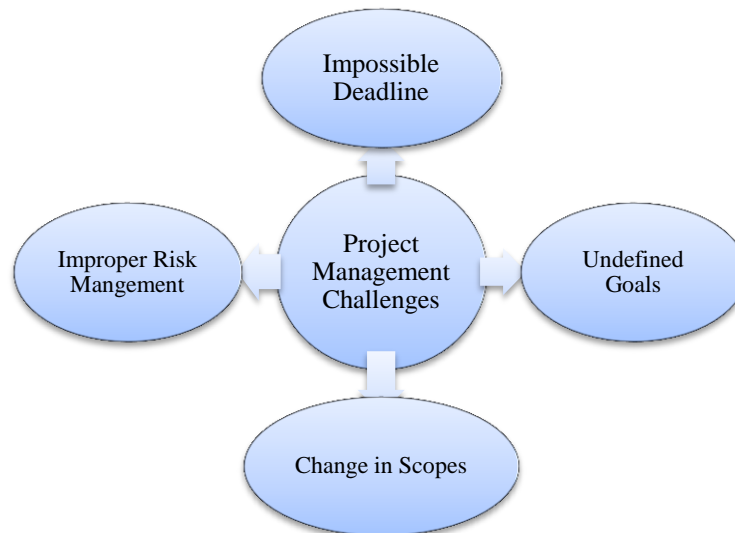 Impossible
Deadline
Improper Risk
Mangement
Project
Management
Challenges
Undefined
Goals
Change in Scopes